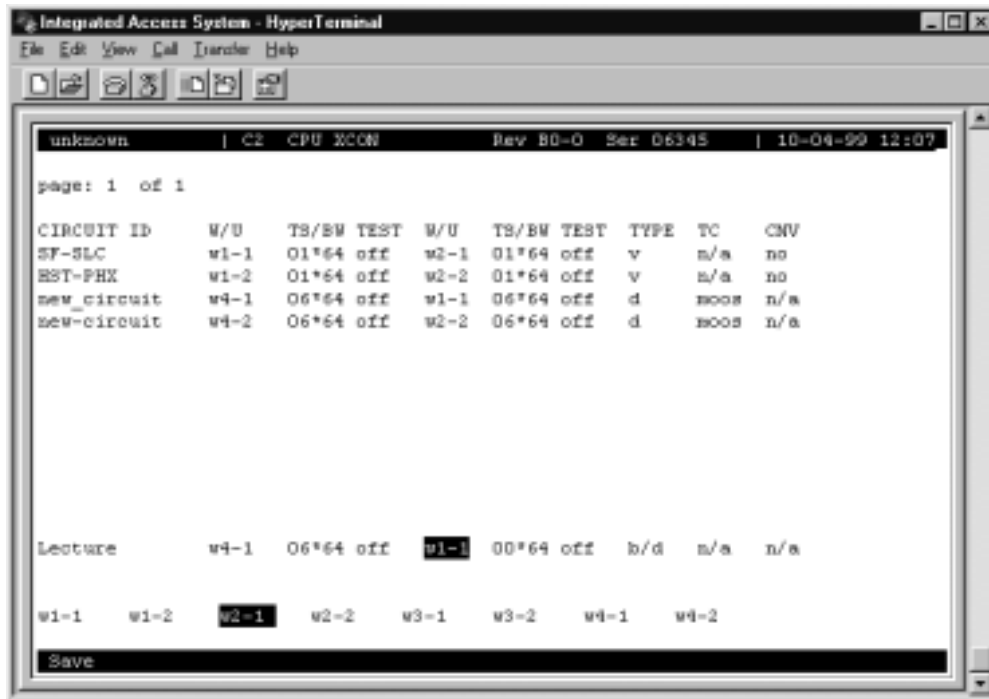 Integrated Access System - HyperTerminal
File Edit View Call Transfer Help
unknown | C2 CPU XCON Rev B0-0 Ser 06345 | 10-04-99 12:07
page: 1 of 1
CIRCUIT ID W/U TS/BW TEST W/U TS/BW TEST TYPE TC CNV
SF-SLC w1-1 01*64 off w2-1 01*64 off v n/a no
HST-PHX w1-2 01*64 off w2-2 01*64 off v n/a no
new_circuit w4-1 06*64 off w1-1 06*64 off d moos n/a
new-circuit w4-2 06*64 off w2-2 06*64 off d moos n/a
Lecture w4-1 06*64 off w1-1 00*64 off b/d n/a n/a
w1-1 w1-2 w2-1 w2-2 w3-1 w3-2 w4-1 w4-2
Save